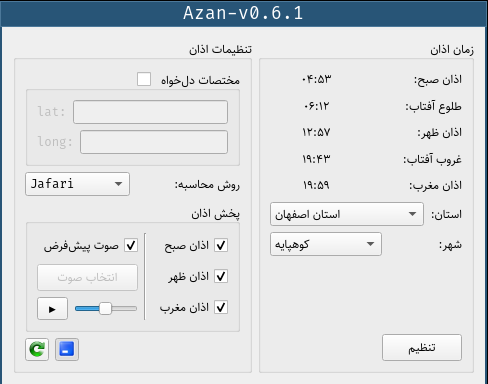 Azan-v0.6.1
زمان اذان
اذان صبح: ۰۴:۵۳
طلوع آفتاب: ۰۶:۱۲
اذان ظهر: ۱۲:۵۷
غروب آفتاب: ۱۹:۴۳
اذان مغرب: ۱۹:۵۹
استان: استان اصفهان
شهر: کوهپایه
تنظیم
تنظیمات اذان
مختصات دل‌خواه
lat:
long:
روش محاسبه: Jafari
پخش اذان
اذان صبح
اذان ظهر
اذان مغرب
صوت پیش‌فرض
انتخاب صوت